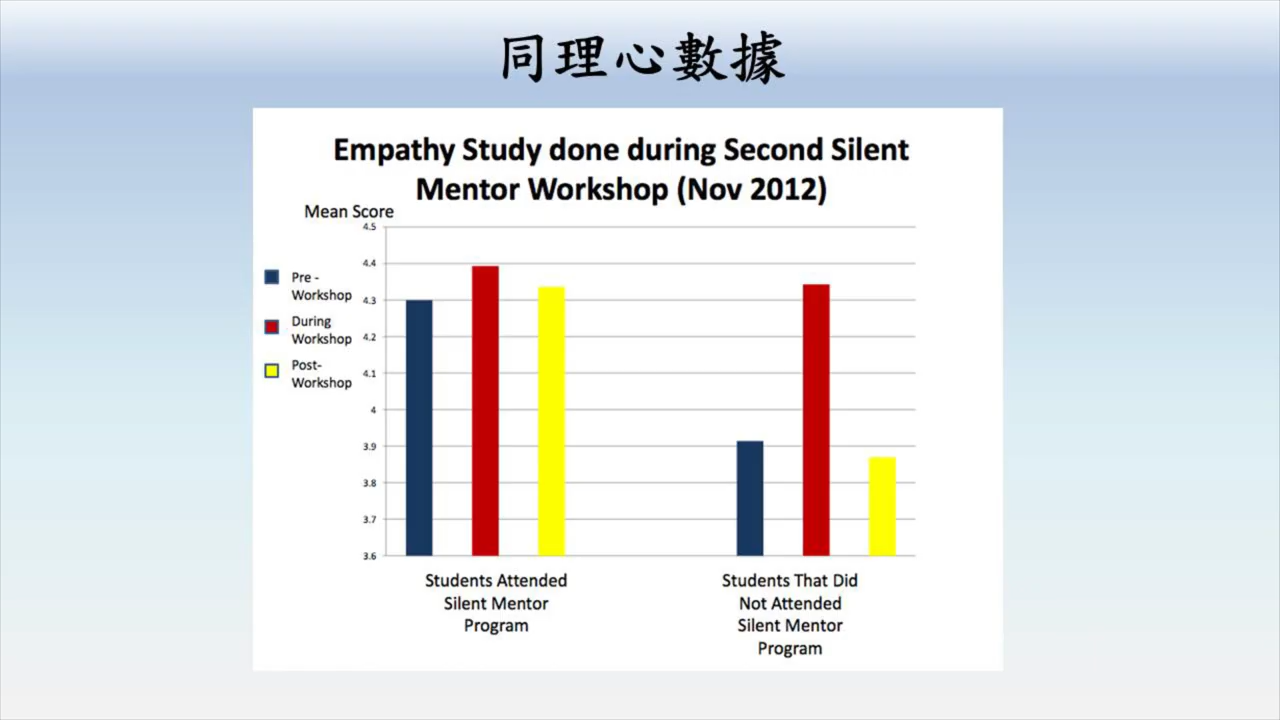 同理心數據
Empathy Study done during Second Silent
Mentor Workshop (Nov 2012)
Mean Score
4.5
4.4
4.3
4.2
4.1
4
3.9
3.8
3.7
3.6
Pre -
Workshop
During
Workshop
Post-
Workshop
Students Attended
Silent Mentor
Program
Students That Did
Not Attended
Silent Mentor
Program